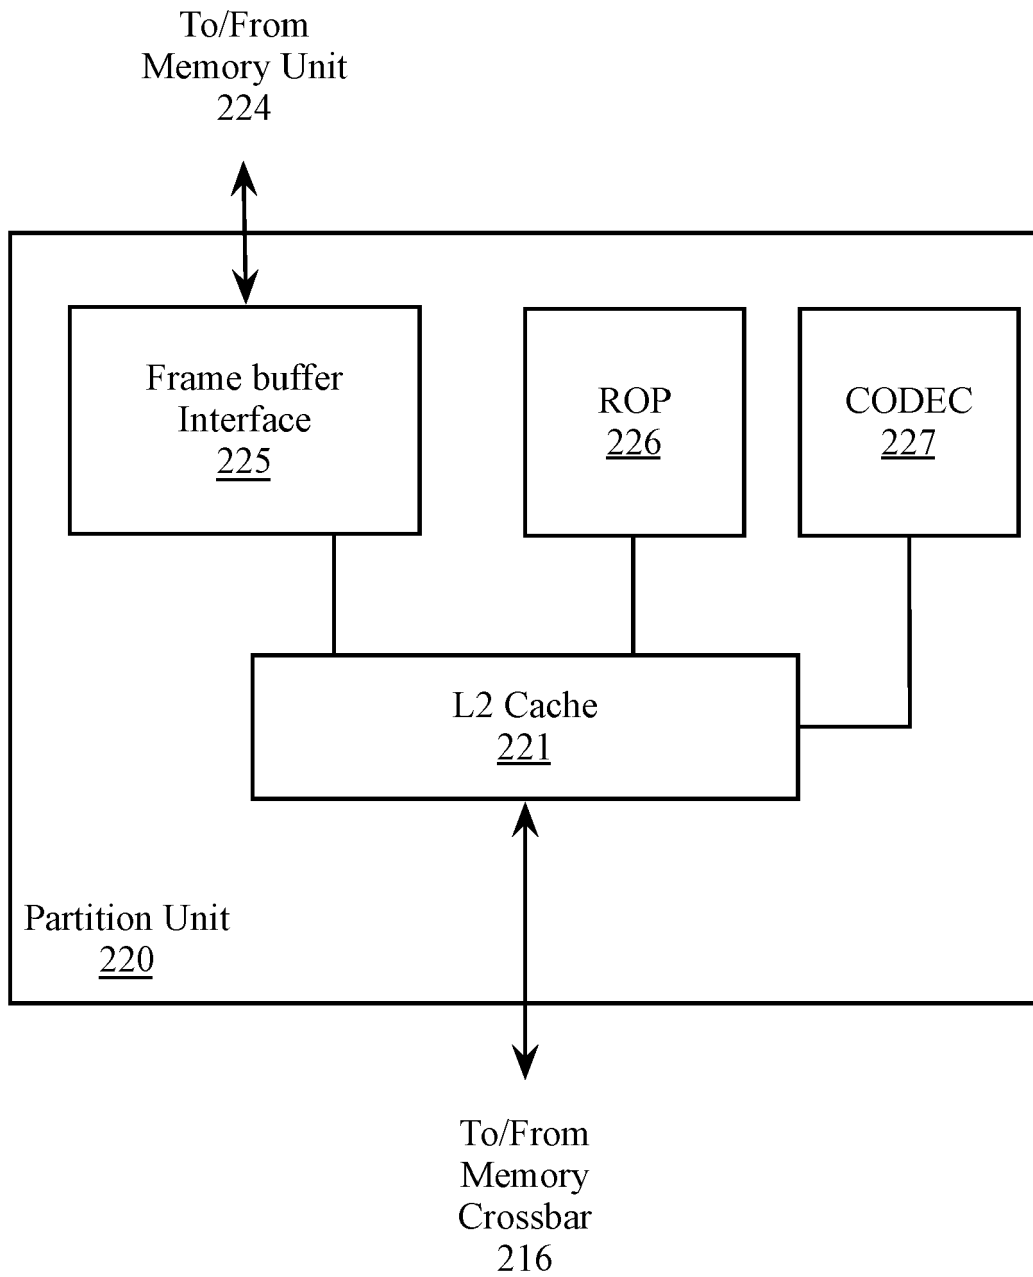 To/From
Memory Unit
224
Frame buffer
Interface
225
ROP
226
CODEC
227
L2 Cache
221
Partition Unit
220
To/From
Memory
Crossbar
216